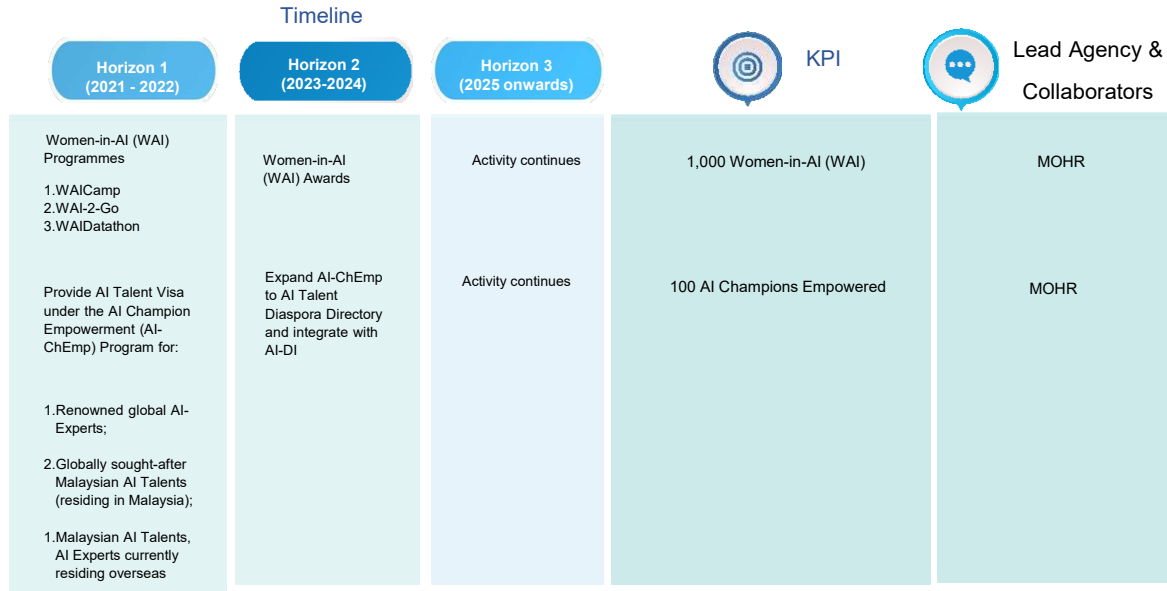 Timeline
Horizon 1
(2021 - 2022)
Horizon 2
(2023-2024)
Horizon 3
(2025 onwards)
KPI
Lead Agency &
Collaborators
Women-in-AI (WAI)
Programmes
1.WAICamp
2.WAI-2-Go
3.WAIDatathon
Women-in-AI
(WAI) Awards
Activity continues
1,000 Women-in-AI (WAI)
MOHR
Provide AI Talent Visa
under the AI Champion
Empowerment (AI-
ChEmp) Program for:
1.Renowned global AI-
Experts;
2.Globally sought-after
Malaysian AI Talents
(residing in Malaysia);
1.Malaysian AI Talents,
AI Experts currently
residing overseas
Expand AI-ChEmp
to AI Talent
Diaspora Directory
and integrate with
AI-DI
Activity continues
100 AI Champions Empowered
MOHR